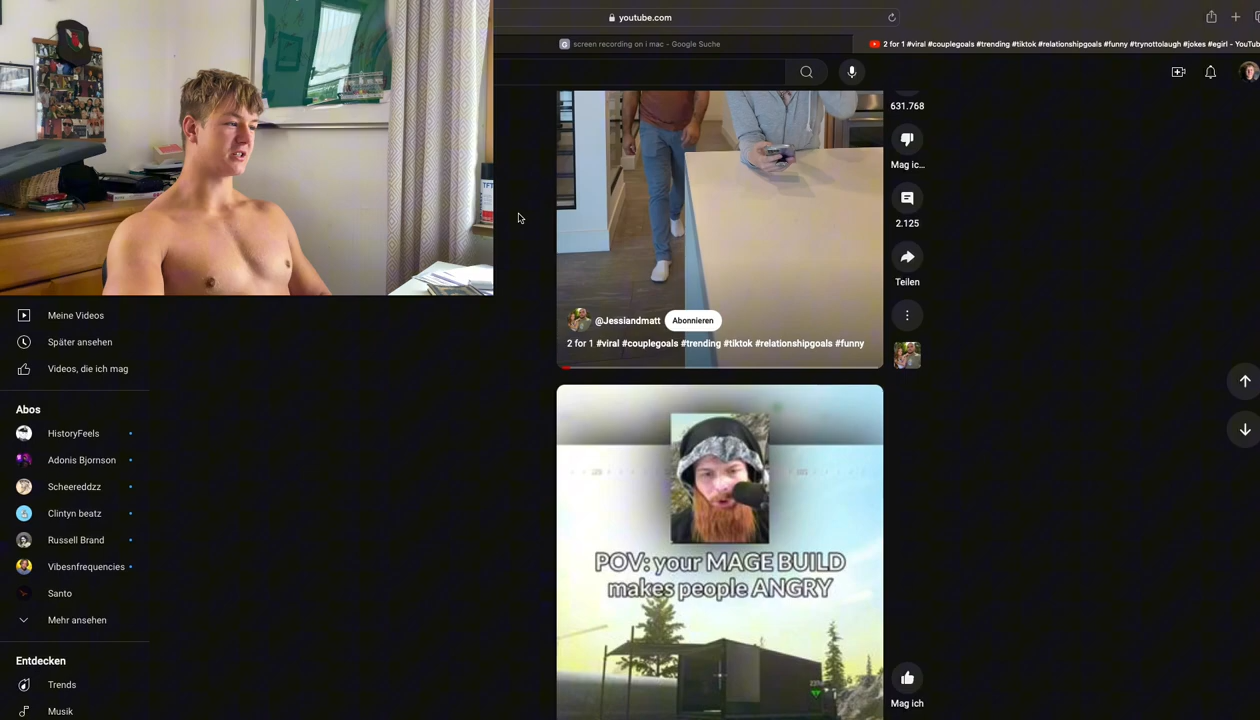 youtube.com
screen recording on i mac - Google Suche
2 for 1 #viral #couplegoals #trending #tiktok #relationshipgoals #funny #trynottolaugh #jokes #egirl - YouTub
631.768
Mag ic...
2.125
Teilen
TFT
@Jessiandmatt
Abonnieren
2 for 1 #viral #couplegoals #trending #tiktok #relationshipgoals #funny
Meine Videos
Später ansehen
Videos, die ich mag
Abos
HistoryFeels
Adonis Bjornson
Scheereddzz
Clintyn beatz
Russell Brand
Vibesnfrequencies
Santo
Mehr ansehen
Entdecken
Trends
Musik
POV: your MAGE BUILD
makes people ANGRY
Mag ich